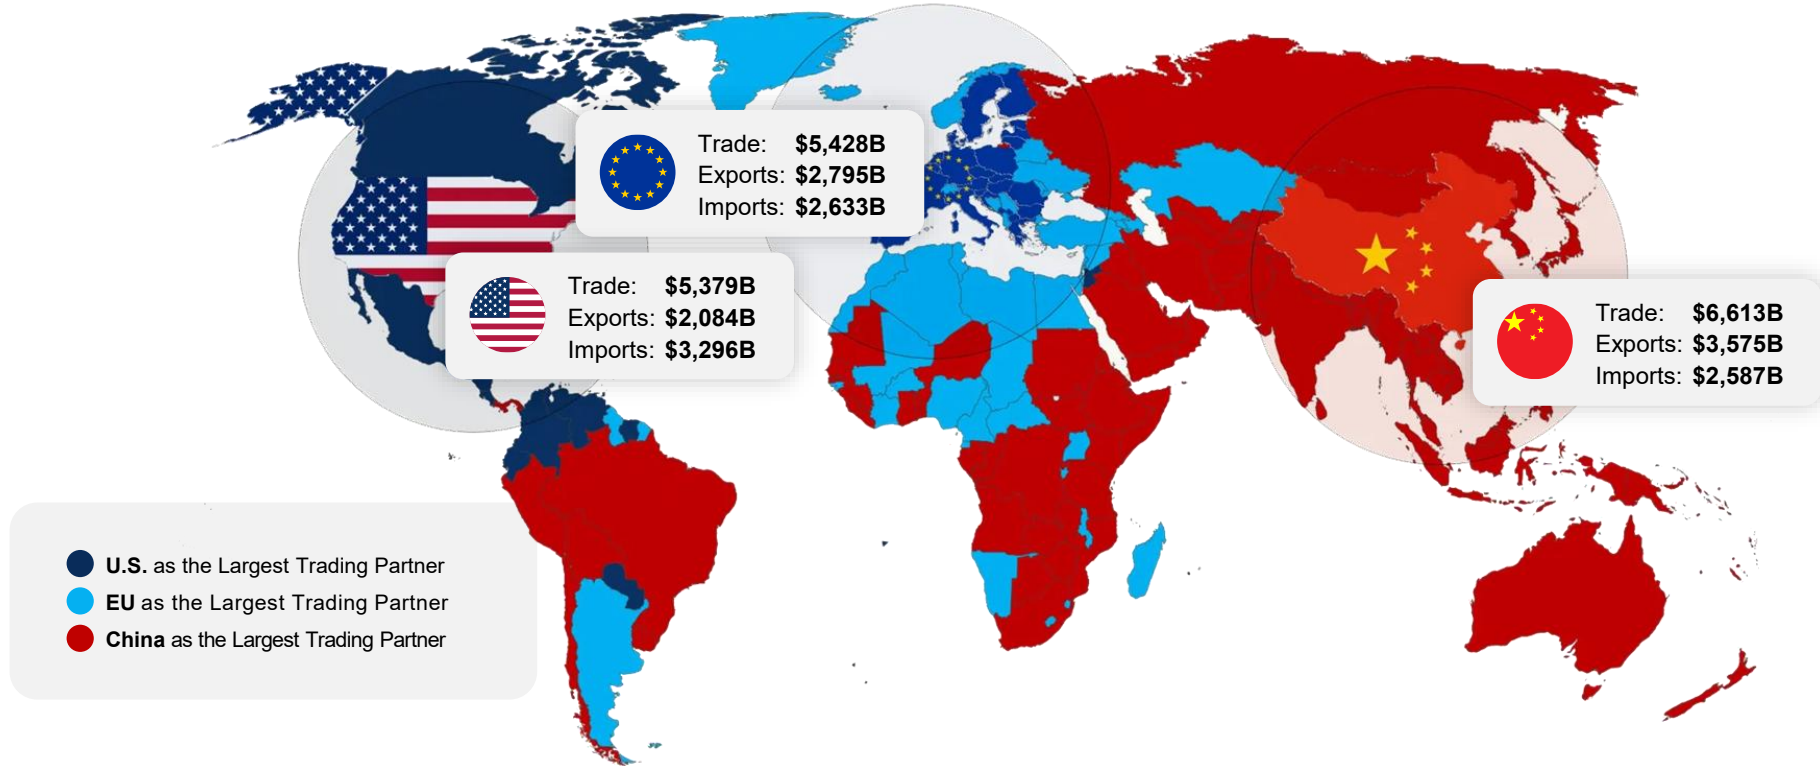 Trade: $5,428B
Exports: $2,795B
Imports: $2,633B
Trade: $5,379B
Exports: $2,084B
Imports: $3,296B
Trade: $6,613B
Exports: $3,575B
Imports: $2,587B
U.S. as the Largest Trading Partner
EU as the Largest Trading Partner
China as the Largest Trading Partner